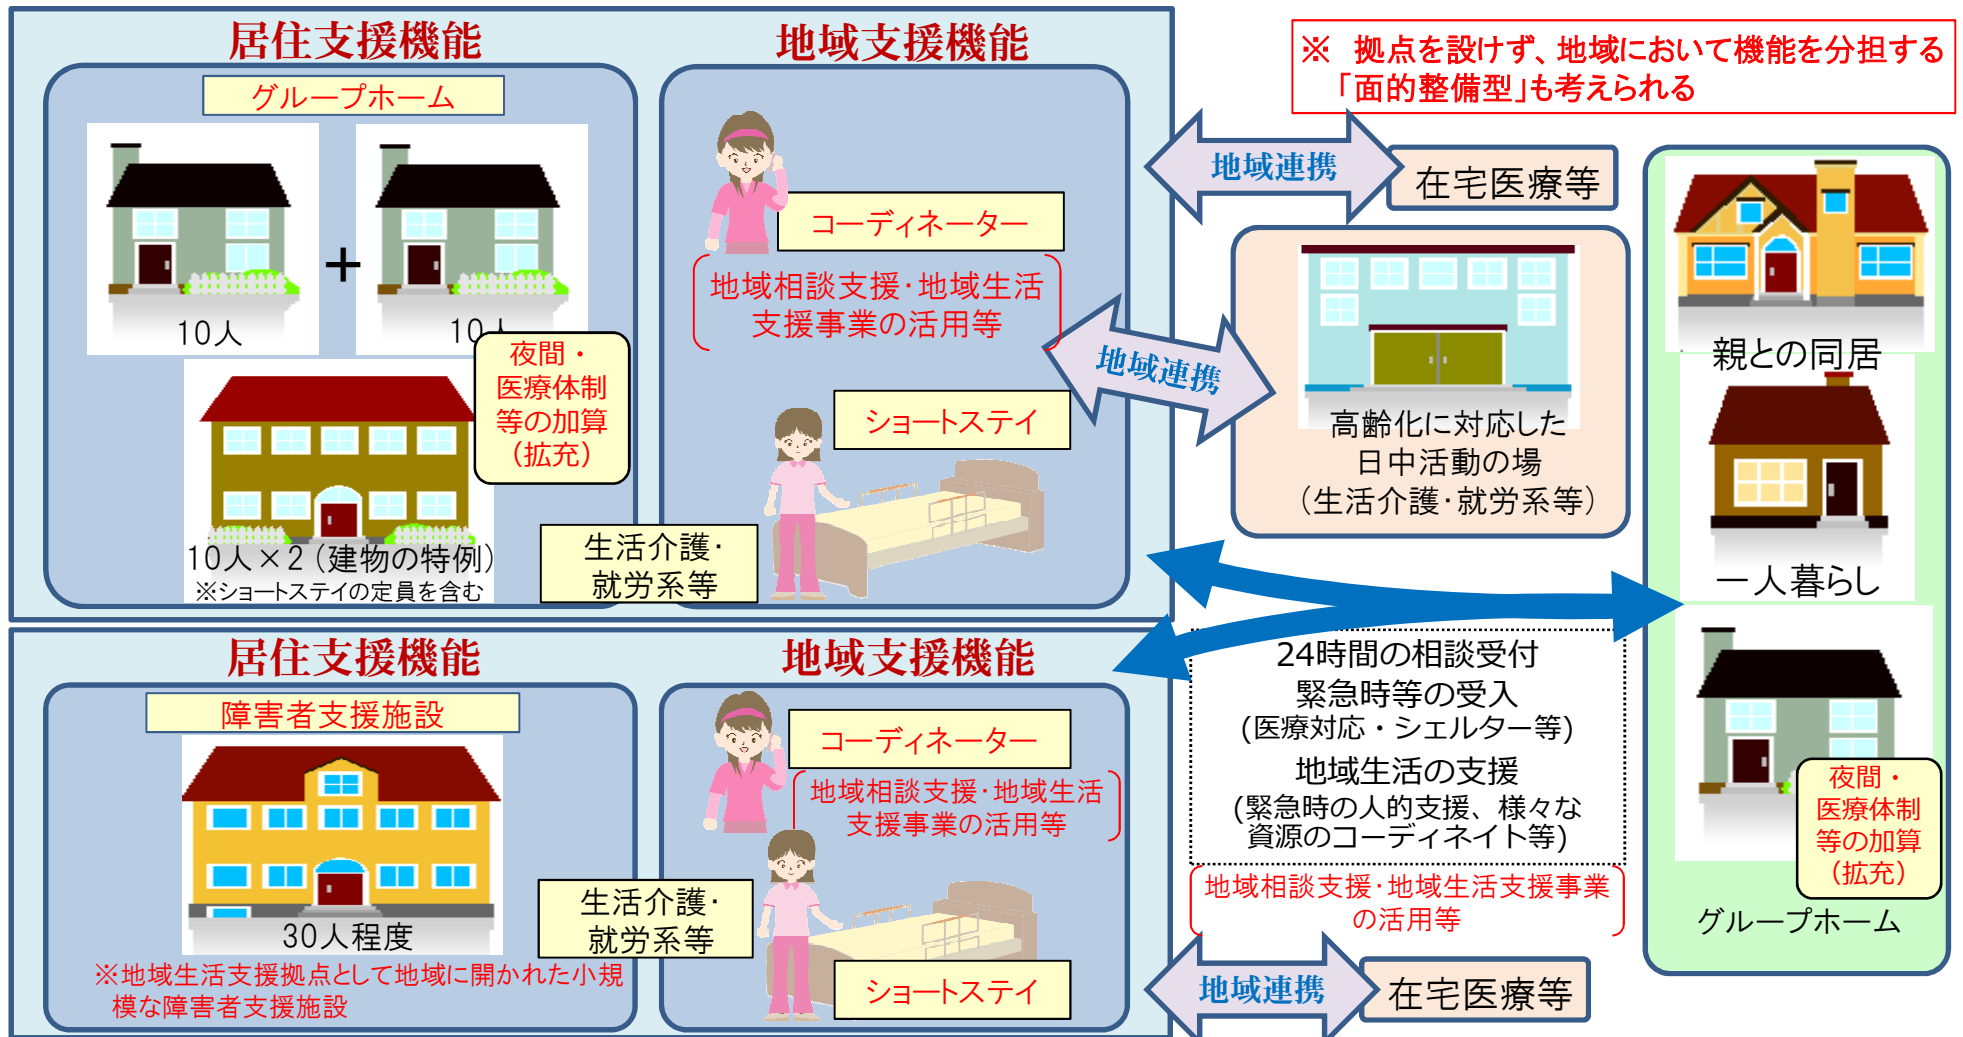 居住支援機能
地域支援機能
グループホーム
10人
+
10人
夜間・
医療体制
等の加算
（拡充）
10人×2（建物の特例）
※ショートステイの定員を含む
コーディネーター
地域相談支援・地域生活
支援事業の活用等
ショートステイ
生活介護・
就労系等
※　拠点を設けず、地域において機能を分担する
「面的整備型」も考えられる
地域連携
在宅医療等
地域連携
高齢化に対応した
日中活動の場
（生活介護・就労系等）
親との同居
一人暮らし
夜間・
医療体制
等の加算
（拡充）
グループホーム
居住支援機能
地域支援機能
障害者支援施設
30人程度
※地域生活支援拠点として地域に開かれた小規
模な障害者支援施設
コーディネーター
地域相談支援・地域生活
支援事業の活用等
生活介護・
就労系等
ショートステイ
24時間の相談受付
緊急時等の受入
(医療対応・シェルター等)
地域生活の支援
(緊急時の人的支援、様々な
資源のコーディネイト等)
地域相談支援・地域生活支援事業
の活用等
地域連携
在宅医療等